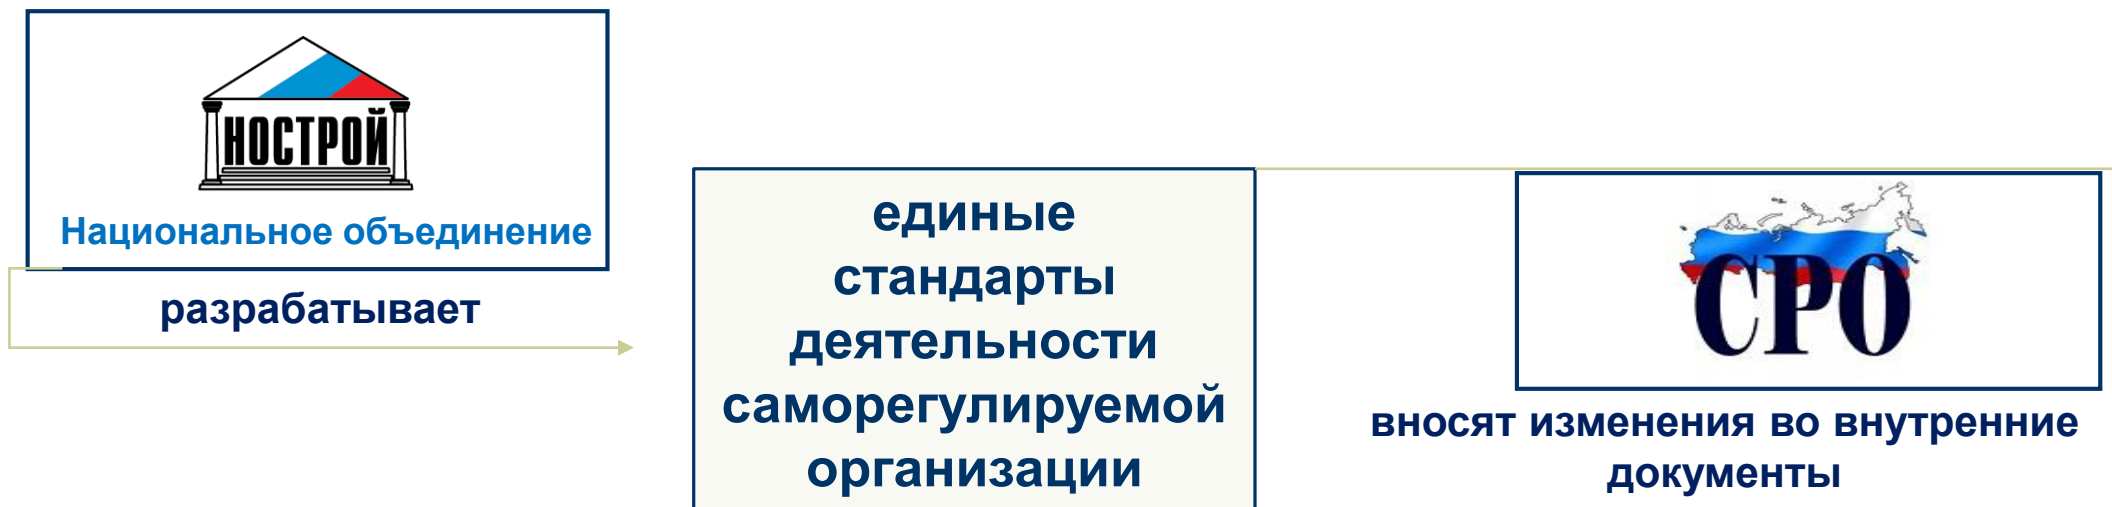 НОСТРОЙ
Национальное объединение
разрабатывает
единые
стандарты
деятельности
саморегулируемой
организации
СРО
вносят изменения во внутренние
документы